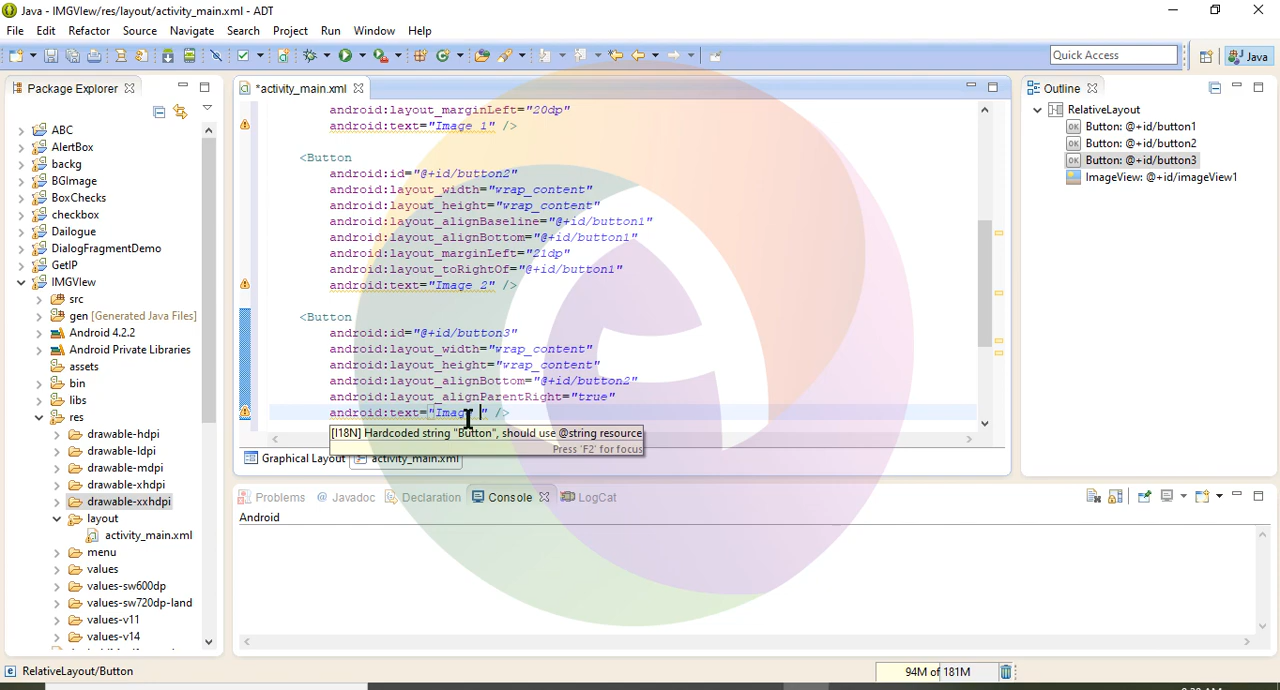 Java - IMGVIew/res/layout/activity_main.xml - ADT
File Edit Refactor Source Navigate Search Project Run Window Help
Quick Access
Java
Package Explorer
ABC
AlertBox
backg
BGImage
BoxChecks
checkbox
Dailogue
DialogFragmentDemo
GetIP
IMGVIew
src
gen [Generated Java Files]
Android 4.2.2
Android Private Libraries
assets
bin
libs
res
drawable-hdpi
drawable-ldpi
drawable-mdpi
drawable-xhdpi
drawable-xxhdpi
layout
activity_main.xml
menu
values
values-sw600dp
values-sw720dp-land
values-v11
values-v14
*activity_main.xml
android:layout_marginLeft="20dp"
android:text="Image 1" />
<Button
android:id="@+id/button2"
android:layout_width="wrap_content"
android:layout_height="wrap_content"
android:layout_alignBaseline="@+id/button1"
android:layout_alignBottom="@+id/button1"
android:layout_marginLeft="21dp"
android:layout_toRightOf="@+id/button1"
android:text="Image 2" />
<Button
android:id="@+id/button3"
android:layout_width="wrap_content"
android:layout_height="wrap_content"
android:layout_alignBottom="@+id/button2"
android:layout_alignParentRight="true"
android:text="Image " />
[I18N] Hardcoded string "Button", should use @string resource
Press 'F2' for focus
Graphical Layout
activity_main.xml
Outline
RelativeLayout
OK Button: @+id/button1
OK Button: @+id/button2
OK Button: @+id/button3
ImageView: @+id/imageView1
Problems @ Javadoc Declaration Console LogCat
Android
RelativeLayout/Button
94M of 181M